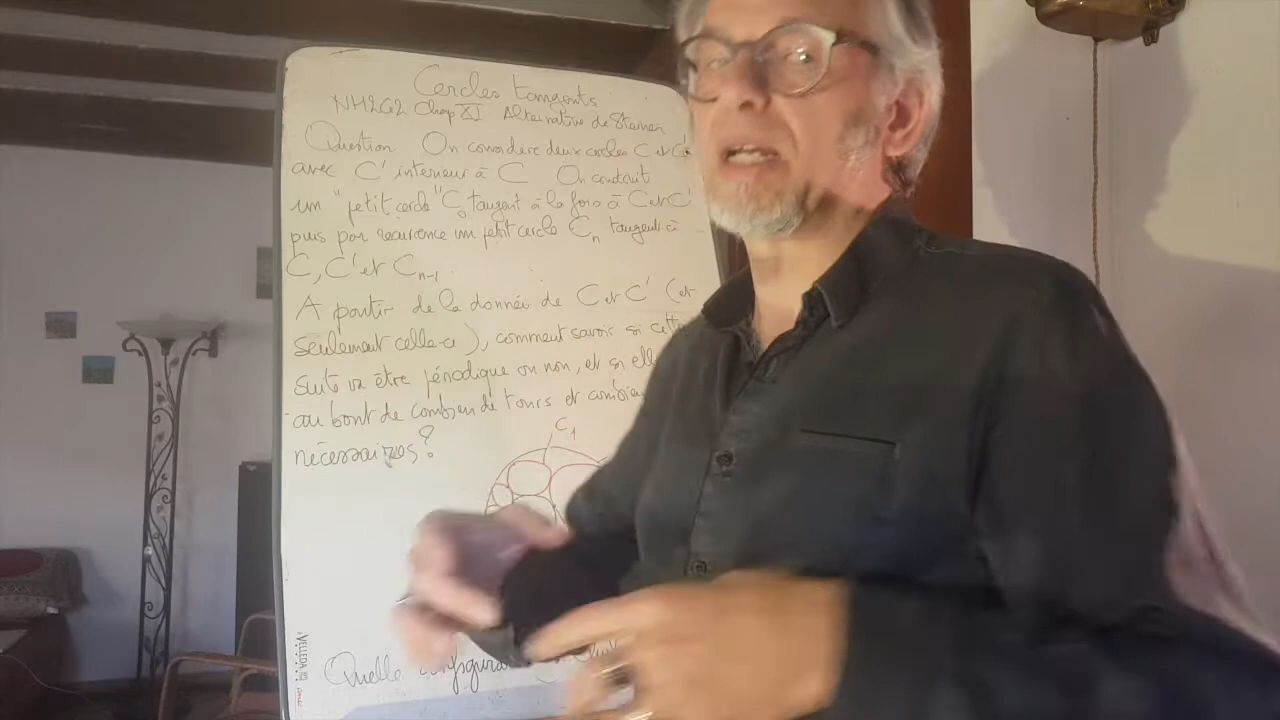 Cercles tangents
NH2G2 Chap XI Alternative de Steiner
Question On considère deux cercles C et C'
avec C' intérieur à C On construit
un "petit cercle" C₀ tangent à la fois à C et C'
puis par récurrence un petit cercle Cₙ tangent à
C, C' et Cₙ₋₁.
A partir de la donnée de C et C' (et
seulement celle-ci), comment savoir si cette
suite va être périodique ou non, et si elle
au bout de combien de tours et combien
nécessaires ?
C₁
Quelle
VELLEDA